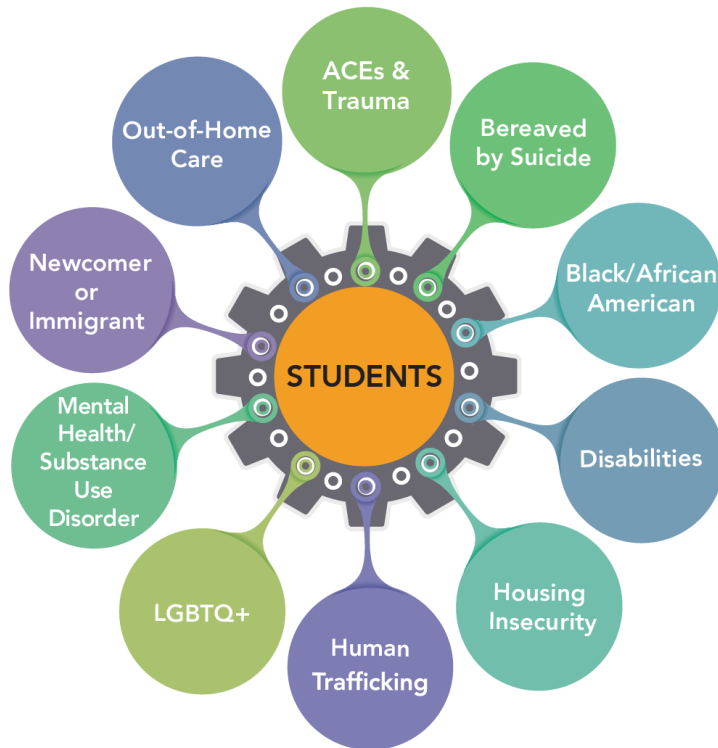 ACEs &
Trauma
Bereaved
by Suicide
Black/African
American
Disabilities
Housing
Insecurity
Human
Trafficking
LGBTQ+
Mental
Health/
Substance
Use
Disorder
Newcomer
or
Immigrant
Out-of-Home
Care
STUDENTS